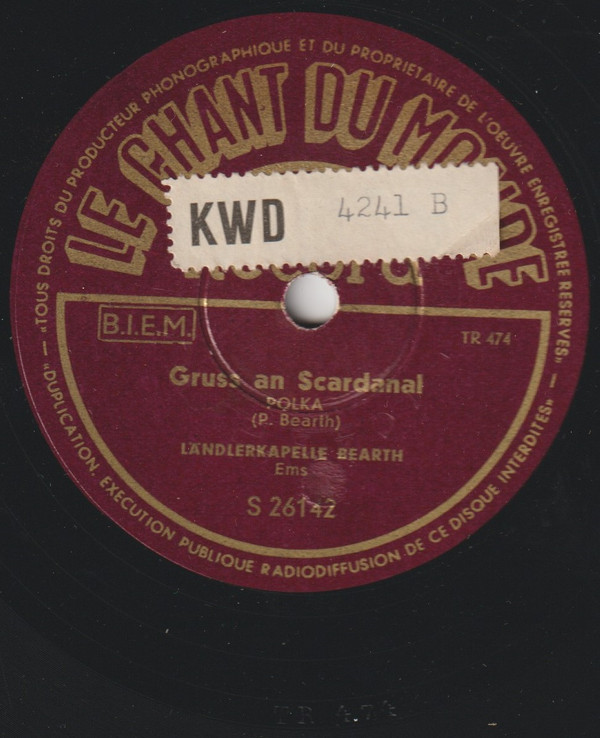 «TOUS DROITS DU PRODUCTEUR PHONOGRAPHIQUE ET DU PROPRIETAIRE DE L'OEUVRE ENREGISTREE RESERVES» —
LE CHANT DU MONDE
KWD 4241 B
B.I.E.M.
TR 474
Gruss an Scardanal
POLKA
(P. Bearth)
LÄNDLERKAPELLE BEARTH
Ems
S 26142
«DUPLICATION, EXECUTION PUBLIQUE RADIODIFFUSION DE CE DISQUE INTERDITES» —
TR 474